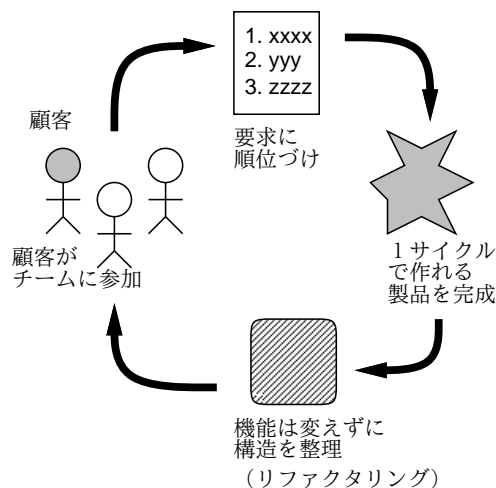 1. xxxx
2. yyy
3. zzzz
要求に
順位づけ
顧客
顧客が
チームに参加
１サイクル
で作れる
製品を完成
機能は変えずに
構造を整理
（リファクタリング）